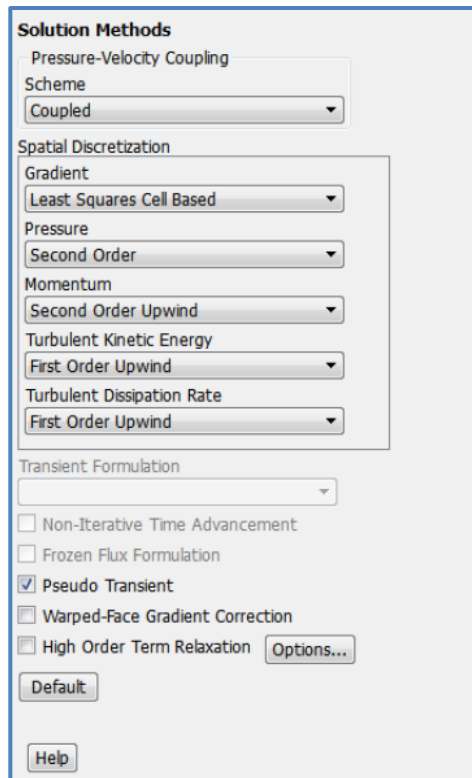 Solution Methods
Pressure-Velocity Coupling
Scheme
Coupled
Spatial Discretization
Gradient
Least Squares Cell Based
Pressure
Second Order
Momentum
Second Order Upwind
Turbulent Kinetic Energy
First Order Upwind
Turbulent Dissipation Rate
First Order Upwind
Transient Formulation
Non-Iterative Time Advancement
Frozen Flux Formulation
Pseudo Transient
Warped-Face Gradient Correction
High Order Term Relaxation Options...
Default
Help